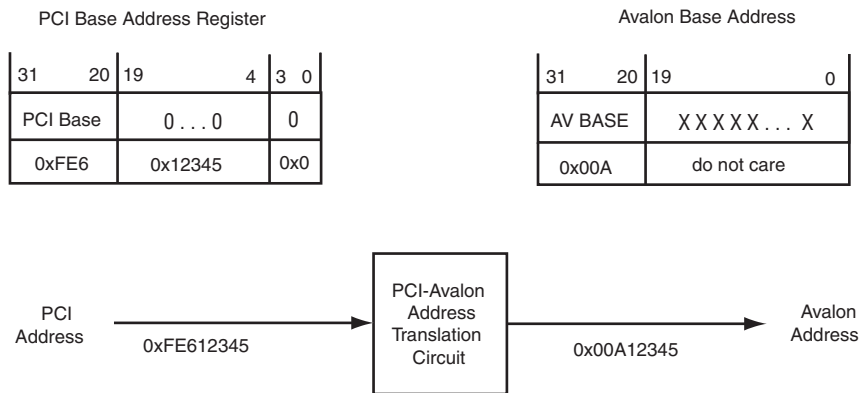 PCI Base Address Register
Avalon Base Address
31 20 19 4 3 0
31 20 19 0
PCI Base 0 . . . 0 0
AV BASE X X X X X . . . X
0xFE6 0x12345 0x0
0x00A do not care
PCI
Address
0xFE612345
PCI-Avalon
Address
Translation
Circuit
0x00A12345
Avalon
Address